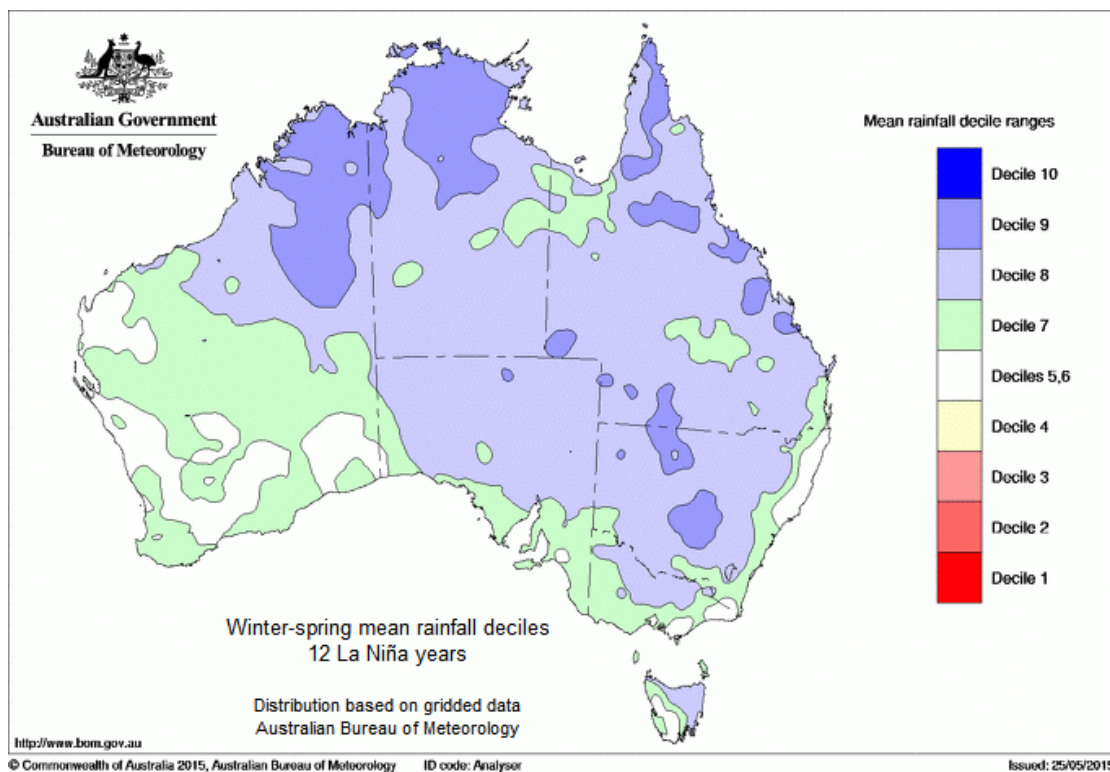 Australian Government
Bureau of Meteorology
Mean rainfall decile ranges
Decile 10
Decile 9
Decile 8
Decile 7
Deciles 5,6
Decile 4
Decile 3
Decile 2
Decile 1
Winter-spring mean rainfall deciles
12 La Niña years
Distribution based on gridded data
Australian Bureau of Meteorology
http://www.bom.gov.au
© Commonwealth of Australia 2015, Australian Bureau of Meteorology ID code: Analyser Issued: 25/05/2015